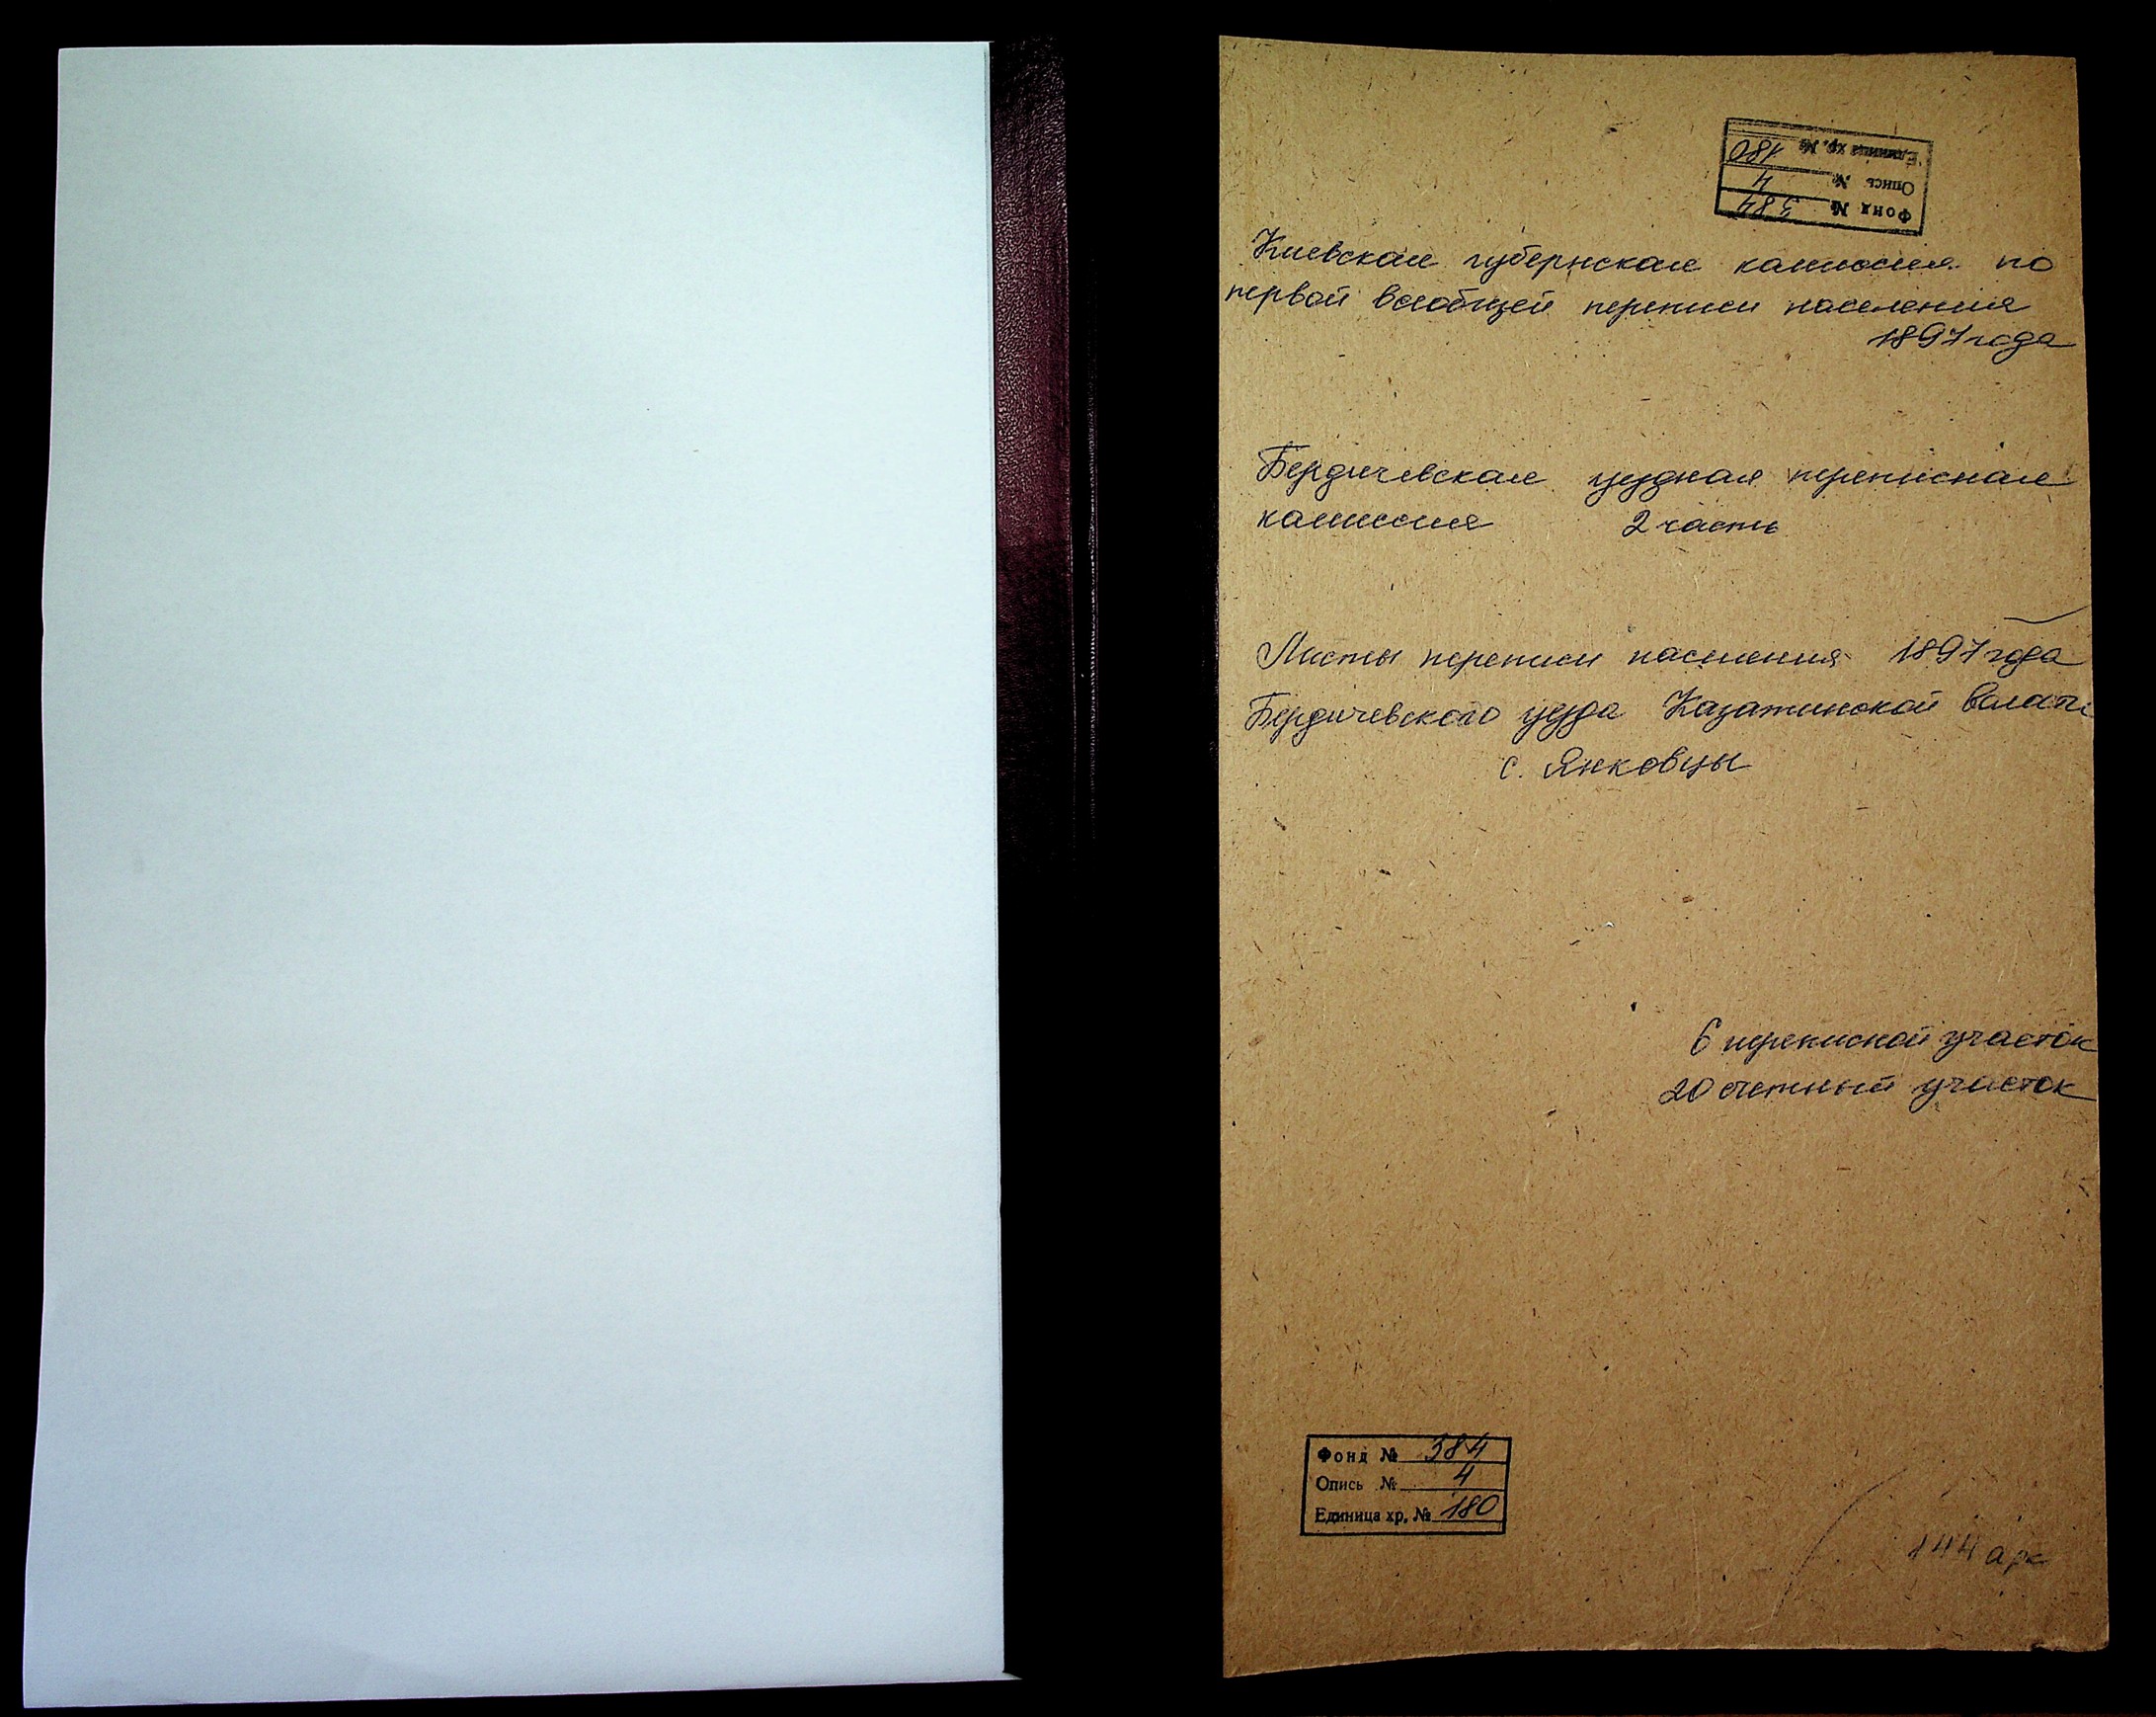 Единица хр. № 180
Опись № 4
Фонд № 384
Киевская губернская комиссия по
первой всеобщей переписи населения
1897 года
Бердичевская уездная переписная
комиссия 2 часть
Листы переписи населения 1897 года
Бердичевского уезда Казатинской волости
с. Янковцы
6 переписной участок
20 счетный участок
Фонд № 384
Опись № 4
Единица хр. № 180
144 арк